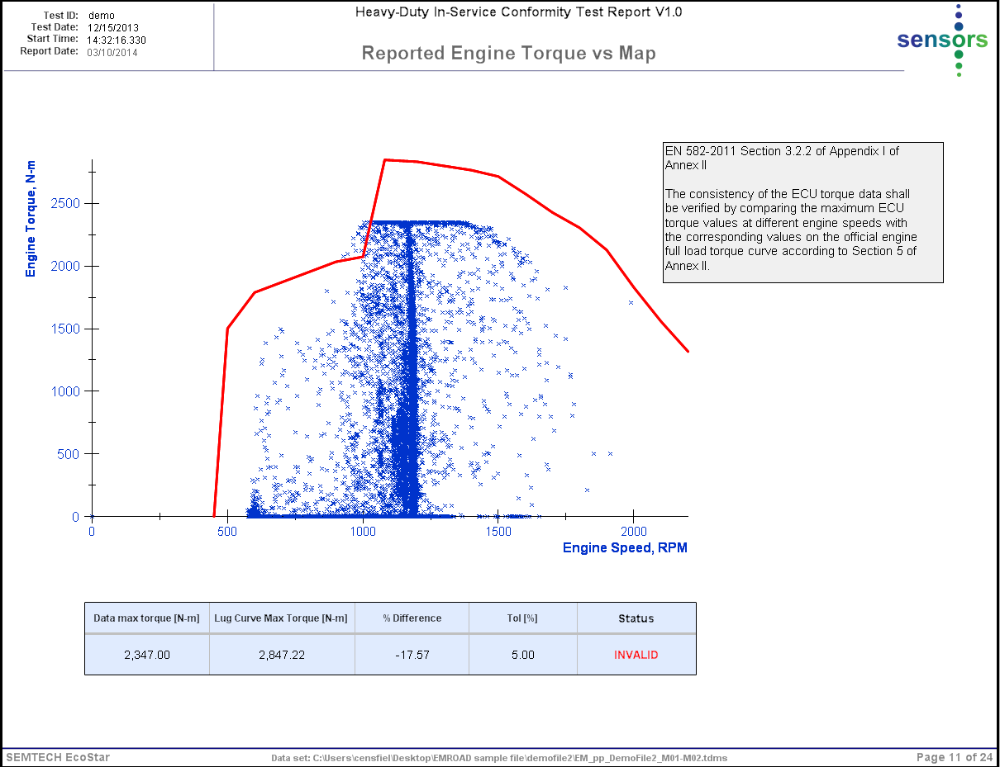 Test ID: demo
Test Date: 12/15/2013
Start Time: 14:32:16.330
Report Date: 03/10/2014
Heavy-Duty In-Service Conformity Test Report V1.0
Reported Engine Torque vs Map
sensors
EN 582-2011 Section 3.2.2 of Appendix I of
Annex II
The consistency of the ECU torque data shall
be verified by comparing the maximum ECU
torque values at different engine speeds with
the corresponding values on the official engine
full load torque curve according to Section 5 of
Annex II.
Engine Torque, N-m
2500
2000
1500
1000
500
0
0 500 1000 1500 2000
Engine Speed, RPM
Data max torque [N-m] Lug Curve Max Torque [N-m] % Difference Tol [%] Status
2,347.00 2,847.22 -17.57 5.00 INVALID
SEMTECH EcoStar
Data set: C:\Users\censfiel\Desktop\EMROAD sample file\demofile2\EM_pp_DemoFile2_M01-M02.tdms
Page 11 of 24